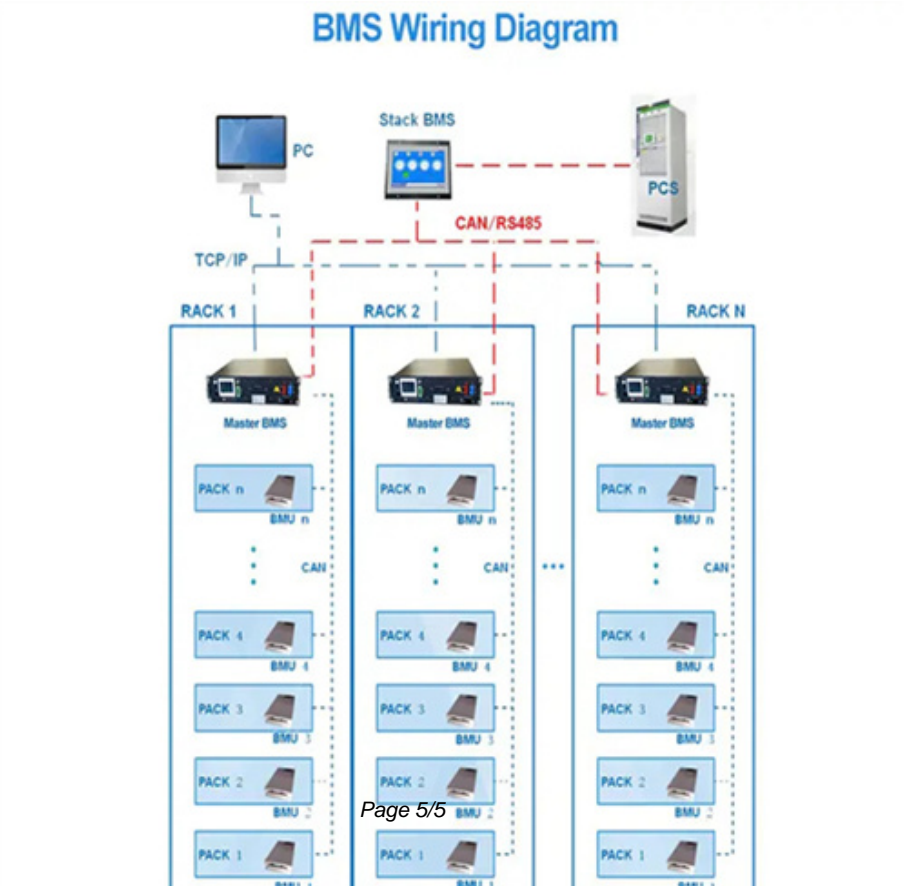 BMS Wiring Diagram
Stack BMS
PC
PCS
CAN/RS485
TCP/IP
RACK 1
RACK 2
RACK N
Master BMS
Master BMS
Master BMS
PACK n
PACK n
PACK n
BMU n
BMU n
BMU n
CAN
CAN
CAN
PACK 4
PACK 4
PACK 4
BMU 4
BMU 4
BMU 4
PACK 3
PACK 3
PACK 3
BMU 3
BMU 3
BMU 3
PACK 2
PACK 2
PACK 2
Page 5/5
BMU 2
BMU 2
BMU 2
PACK 1
PACK 1
PACK 1